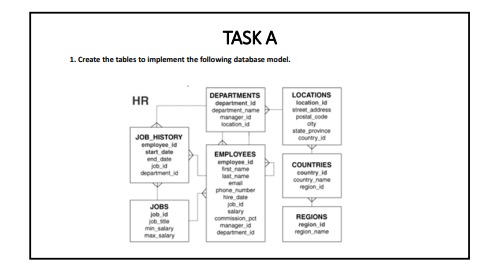 TASK A
1. Create the tables to implement the following database model.
HR
DEPARTMENTS
department_id
department_name
manager_id
location_id
LOCATIONS
location_id
street_address
postal_code
city
state_province
country_id
JOB_HISTORY
employee_id
start_date
end_date
job_id
department_id
EMPLOYEES
employee_id
first_name
last_name
email
phone_number
hire_date
job_id
salary
commission_pct
manager_id
department_id
COUNTRIES
country_id
country_name
region_id
JOBS
job_id
job_title
min_salary
max_salary
REGIONS
region_id
region_name